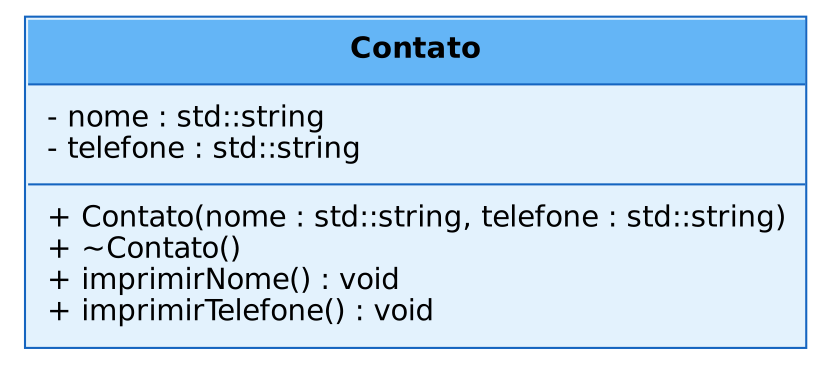 Contato
- nome : std::string
- telefone : std::string
+ Contato(nome : std::string, telefone : std::string)
+ ~Contato()
+ imprimirNome() : void
+ imprimirTelefone() : void